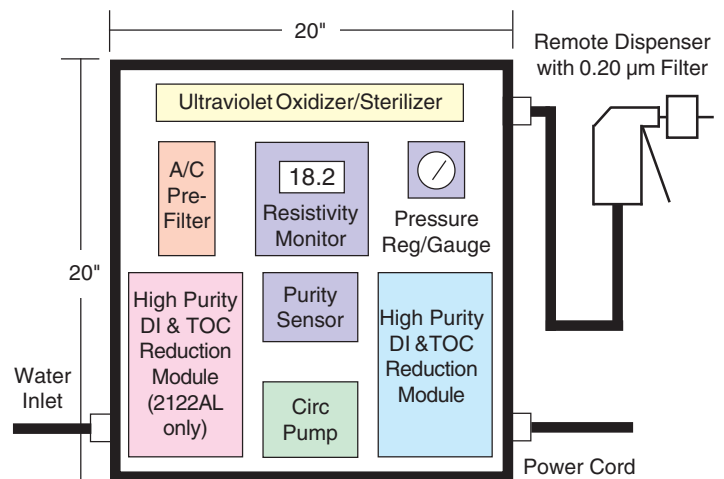 20"
Remote Dispenser
with 0.20 µm Filter
Ultraviolet Oxidizer/Sterilizer
A/C
Pre-
Filter
18.2
Resistivity
Monitor
Pressure
Reg/Gauge
20"
High Purity
DI & TOC
Reduction
Module
(2122AL
only)
Purity
Sensor
High Purity
DI &TOC
Reduction
Module
Water
Inlet
Circ
Pump
Power Cord